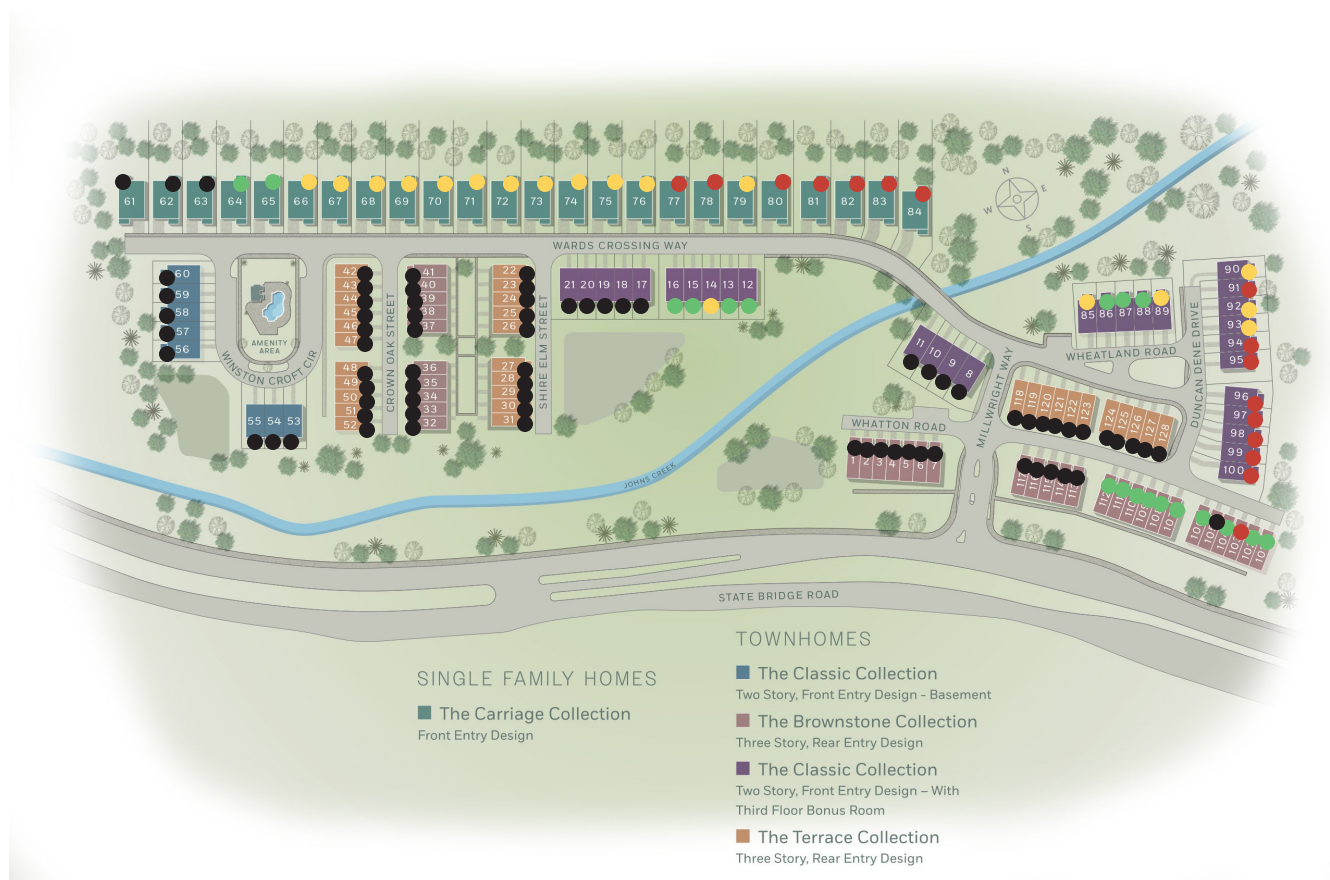 61 62 63 64 65 66 67 68 69 70 71 72 73 74 75 76 77 78 79 80 81 82 83 84
N
E
W
S
WARDS CROSSING WAY
60
59
58
57
56
AMENITY
AREA
WINSTON CROFT CIR
55 54 53
42
43
44
45
46
47
48
49
50
51
52
CROWN OAK STREET
41
40
39
38
37
36
35
34
33
32
22
23
24
25
26
27
28
29
30
31
SHIRE ELM STREET
21 20 19 18 17
16 15 14 13 12
11 10 9 8
85 86 87 88 89
90
91
92
93
94
95
96
97
98
99
100
WHEATLAND ROAD
DUNCAN DENE DRIVE
MILLWRIGHT WAY
118 119 120 121 122 123
124 125 126 127 128
WHATTON ROAD
1 2 3 4 5 6 7
JOHNS CREEK
STATE BRIDGE ROAD
SINGLE FAMILY HOMES
The Carriage Collection
Front Entry Design
TOWNHOMES
The Classic Collection
Two Story, Front Entry Design - Basement
The Brownstone Collection
Three Story, Rear Entry Design
The Classic Collection
Two Story, Front Entry Design – With
Third Floor Bonus Room
The Terrace Collection
Three Story, Rear Entry Design